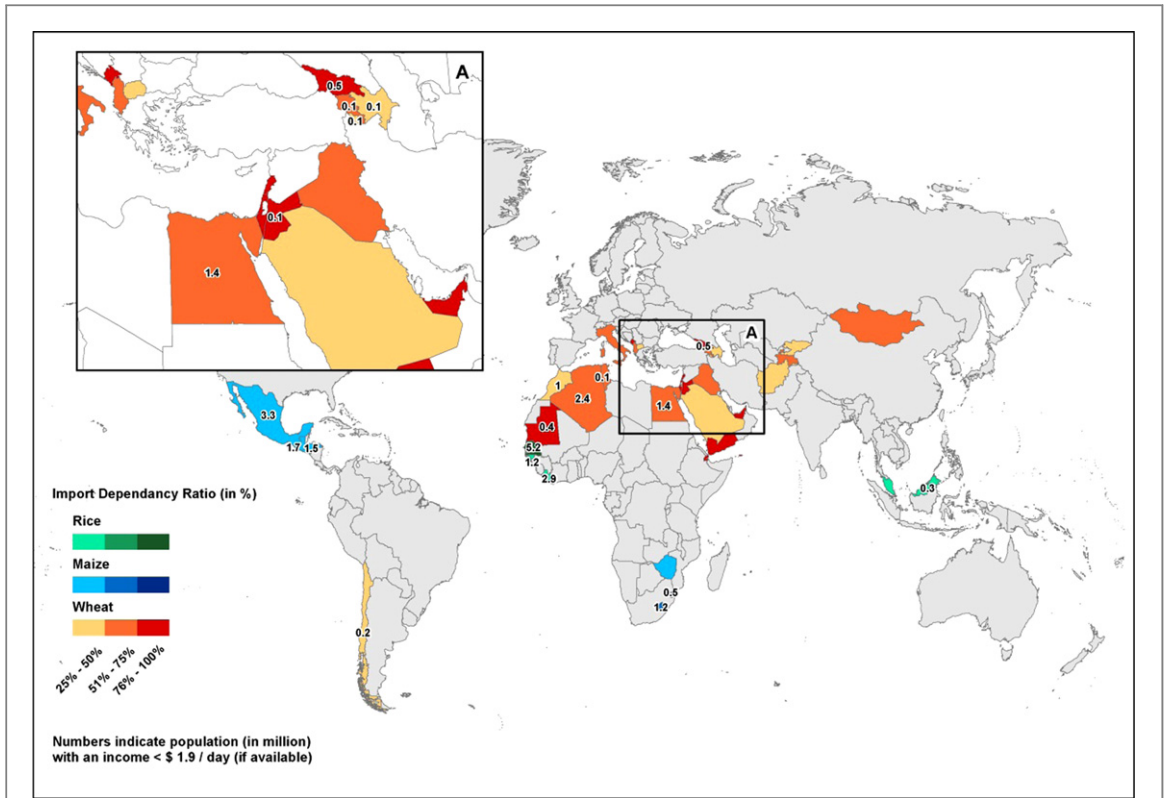 A
0.5
0.1
0.1
0.1
0.1
1.4
A
0.5
0.1
1
2.4
1.4
0.4
3.3
5.2
1.7
1.5
1.2
2.9
0.3
Import Dependancy Ratio (in %)
Rice
Maize
Wheat
0.5
1.2
0.2
25% - 50%
51% - 75%
76% - 100%
Numbers indicate population (in million)
with an income < $ 1.9 / day (if available)